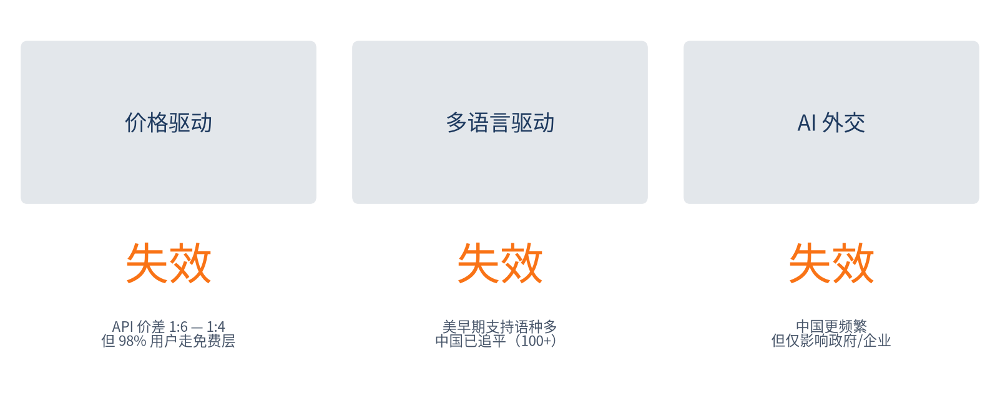 价格驱动
多语言驱动
AI 外交
失效
失效
失效
API 价差 1:6 — 1:4
但 98% 用户走免费层
美早期支持语种多
中国已追平（100+）
中国更频繁
但仅影响政府/企业